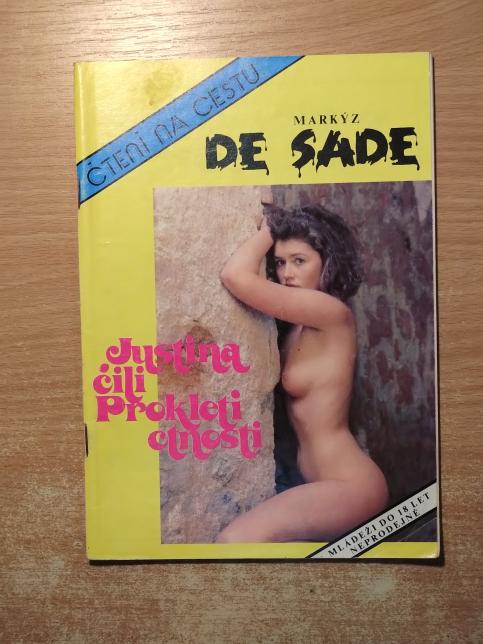 ČTENÍ NA CESTU
MARKÝZ
DE SADE
Justina
čili
Prokletí
ctnosti
MLÁDEŽI DO 18 LET
NEPRODEJNÉ